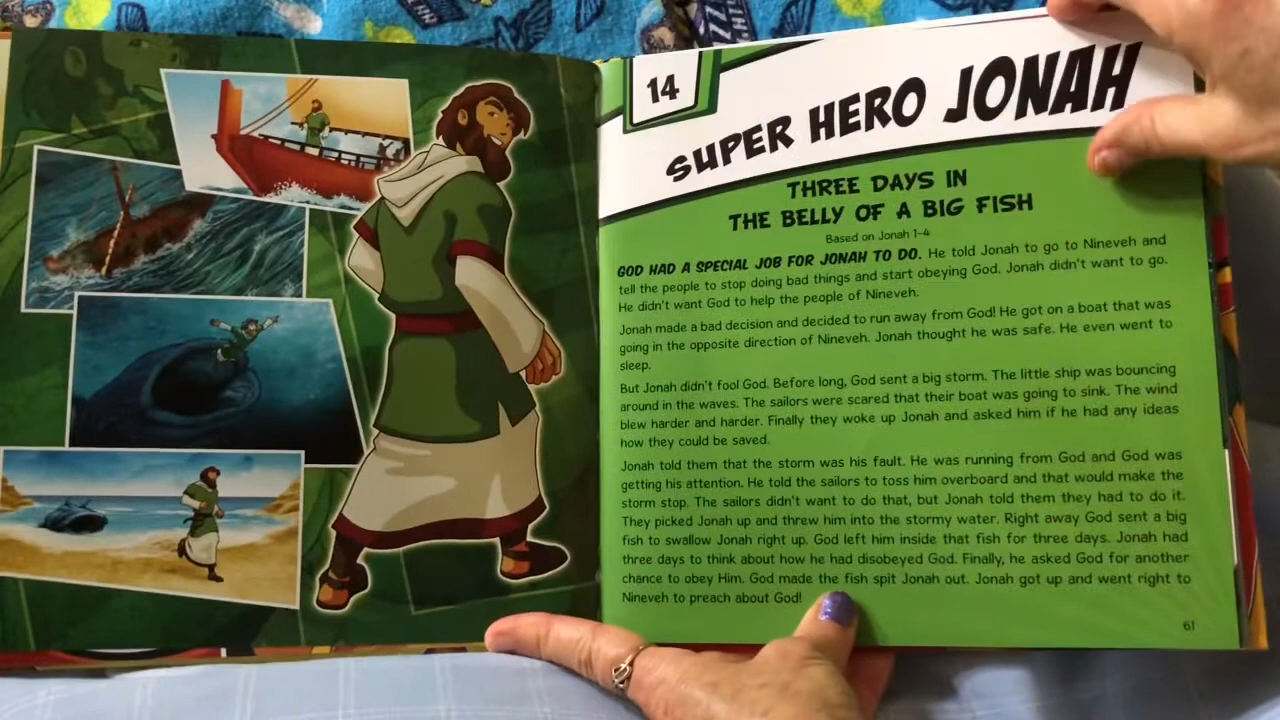 14
SUPER HERO JONAH
THREE DAYS IN
THE BELLY OF A BIG FISH
Based on Jonah 1-4
GOD HAD A SPECIAL JOB FOR JONAH TO DO. He told Jonah to go to Nineveh and
tell the people to stop doing bad things and start obeying God. Jonah didn't want to go.
He didn't want God to help the people of Nineveh.
Jonah made a bad decision and decided to run away from God! He got on a boat that was
going in the opposite direction of Nineveh. Jonah thought he was safe. He even went to
sleep.
But Jonah didn't fool God. Before long, God sent a big storm. The little ship was bouncing
around in the waves. The sailors were scared that their boat was going to sink. The wind
blew harder and harder. Finally they woke up Jonah and asked him if he had any ideas
how they could be saved.
Jonah told them that the storm was his fault. He was running from God and God was
getting his attention. He told the sailors to toss him overboard and that would make the
storm stop. The sailors didn't want to do that, but Jonah told them they had to do it.
They picked Jonah up and threw him into the stormy water. Right away God sent a big
fish to swallow Jonah right up. God left him inside that fish for three days. Jonah had
three days to think about how he had disobeyed God. Finally, he asked God for another
chance to obey Him. God made the fish spit Jonah out. Jonah got up and went right to
Nineveh to preach about God!
61